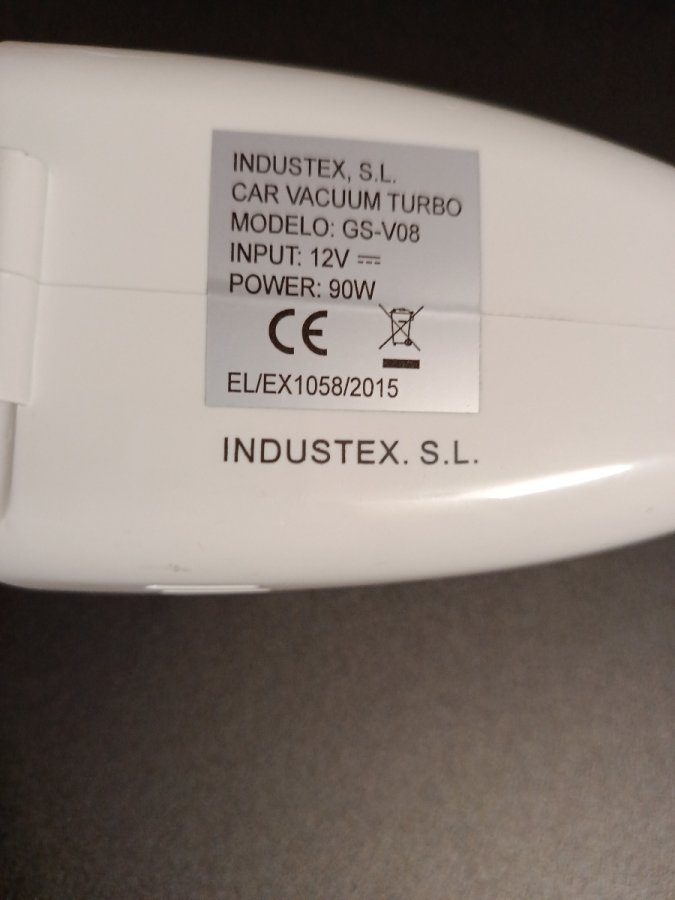 INDUSTEX, S.L.
CAR VACUUM TURBO
MODELO: GS-V08
INPUT: 12V ⎓
POWER: 90W
CE
EL/EX1058/2015
INDUSTEX. S.L.